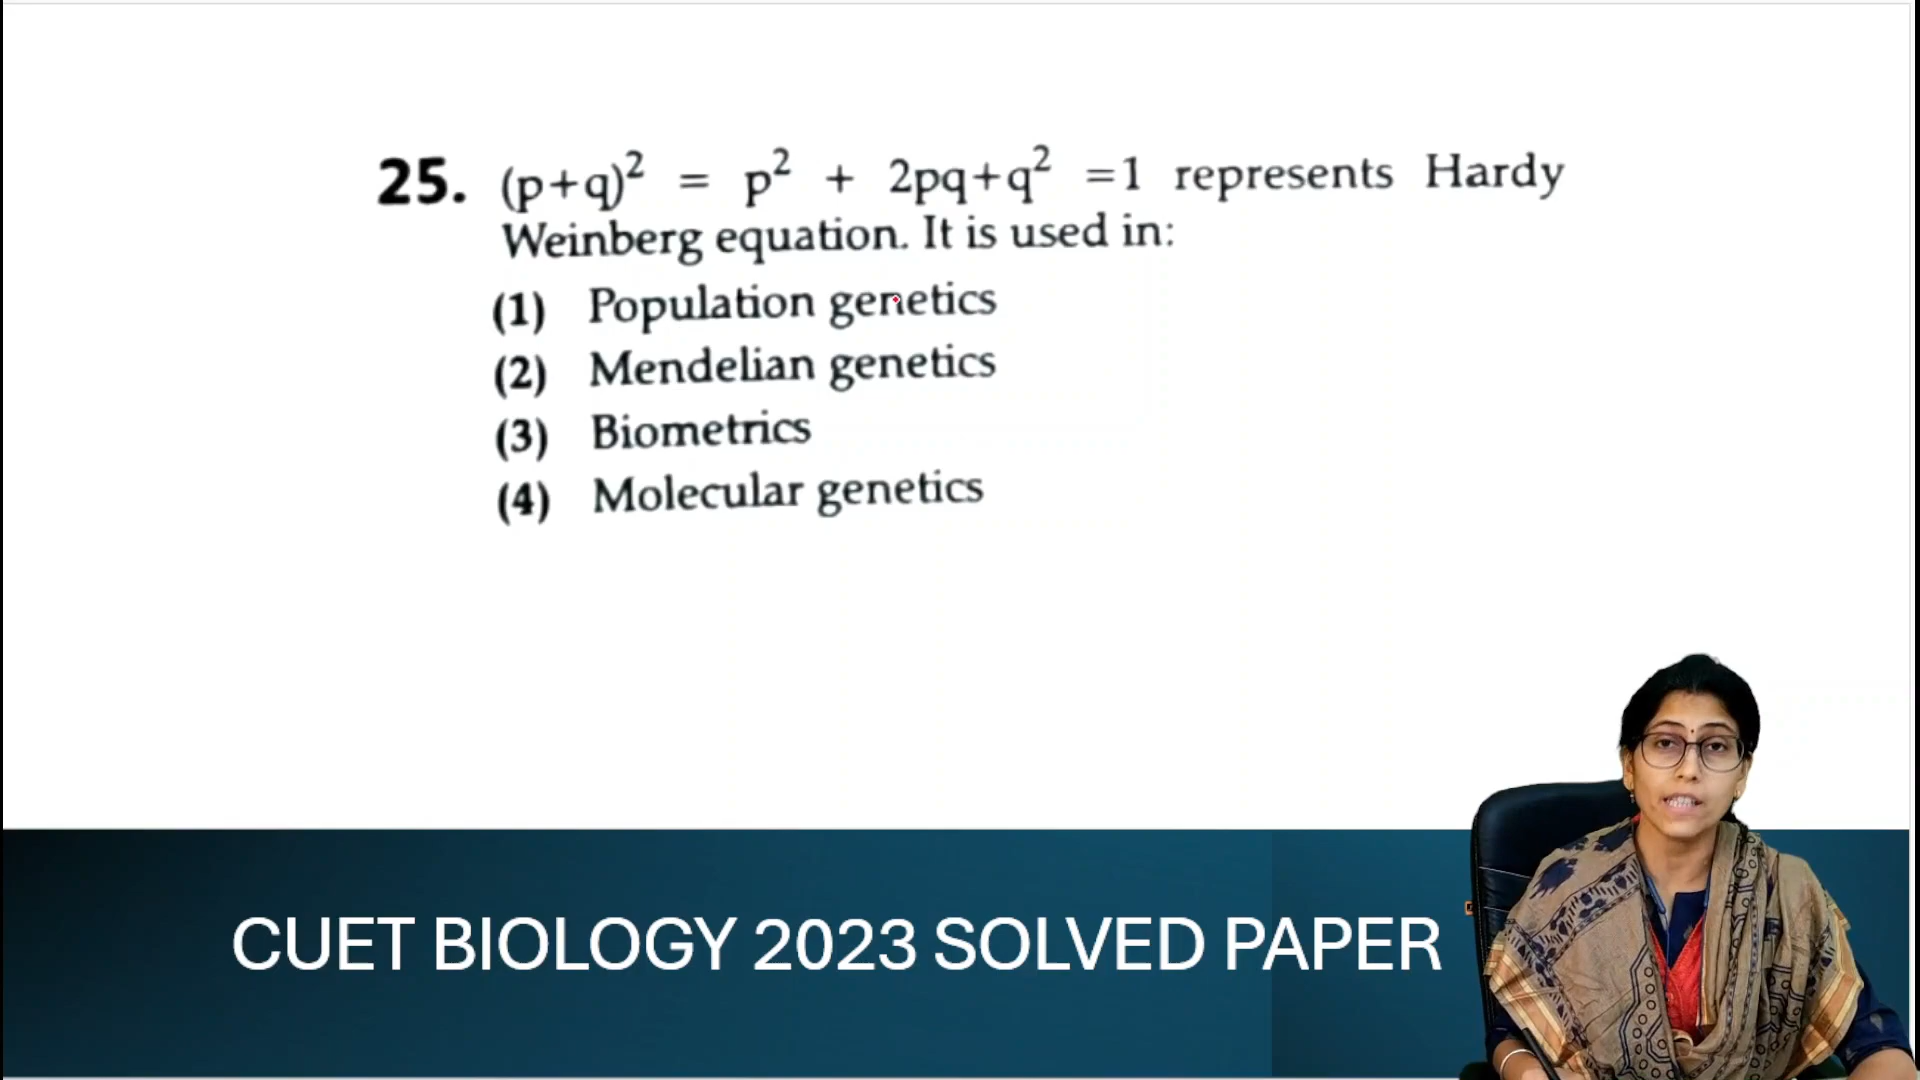 25. (p+q)² = p² + 2pq+q² =1 represents Hardy
Weinberg equation. It is used in:
(1) Population genetics
(2) Mendelian genetics
(3) Biometrics
(4) Molecular genetics
CUET BIOLOGY 2023 SOLVED PAPER